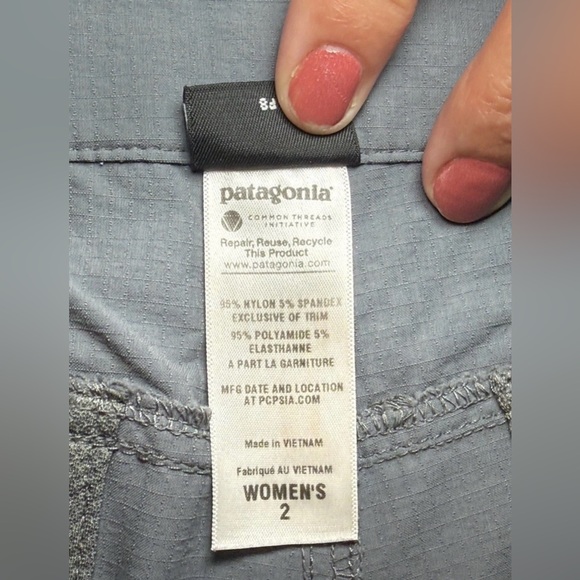 patagonia®
COMMON THREADS
INITIATIVE
Repair, Reuse, Recycle
This Product
www.patagonia.com
95% NYLON 5% SPANDEX
EXCLUSIVE OF TRIM
95% POLYAMIDE 5%
ELASTHANNE
A PART LA GARNITURE
MFG DATE AND LOCATION
AT PCPSIA.COM
Made in VIETNAM
Fabriqué AU VIETNAM
WOMEN'S
2